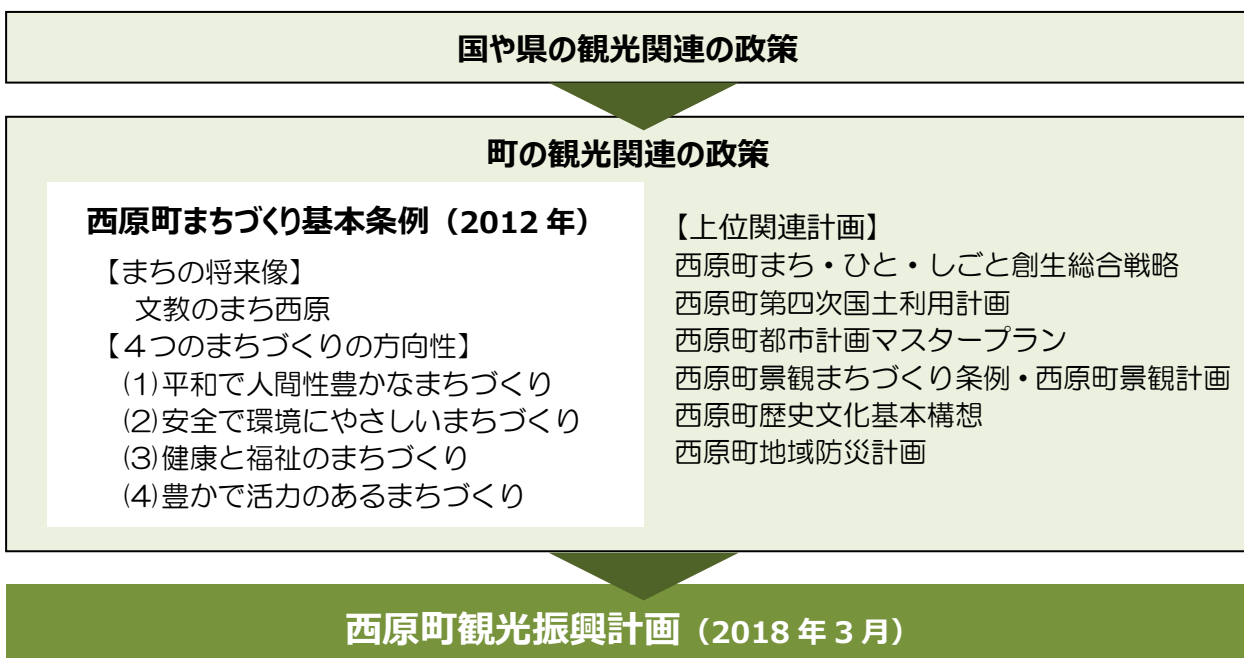 国や県の観光関連の政策
町の観光関連の政策
西原町まちづくり基本条例（2012 年）
【まちの将来像】
文教のまち西原
【４つのまちづくりの方向性】
(1)平和で人間性豊かなまちづくり
(2)安全で環境にやさしいまちづくり
(3)健康と福祉のまちづくり
(4)豊かで活力のあるまちづくり
【上位関連計画】
西原町まち・ひと・しごと創生総合戦略
西原町第四次国土利用計画
西原町都市計画マスタープラン
西原町景観まちづくり条例・西原町景観計画
西原町歴史文化基本構想
西原町地域防災計画
西原町観光振興計画（2018 年 3 月）